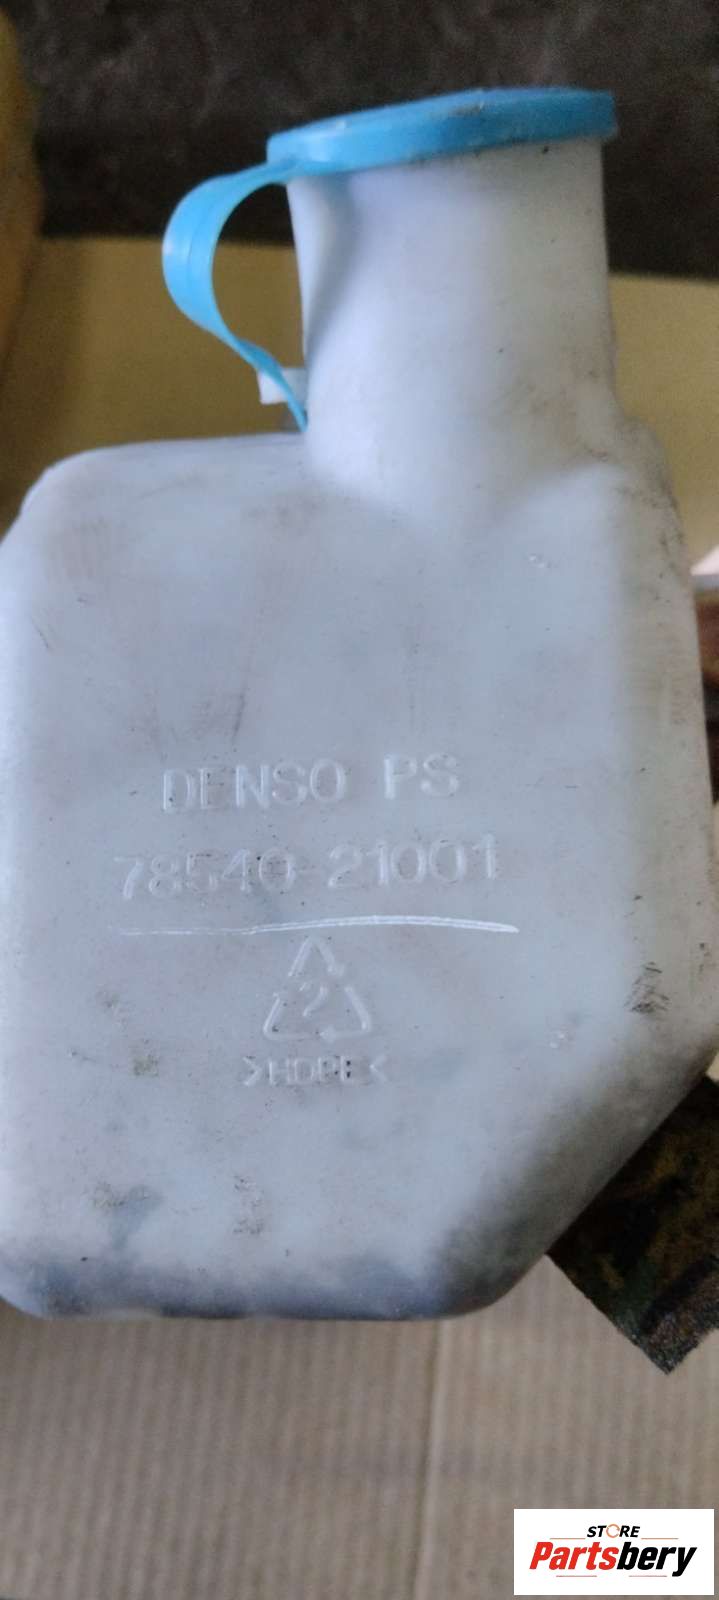 DENSO PS
78540-21001
2
>HDPE<
STORE
Partsbery